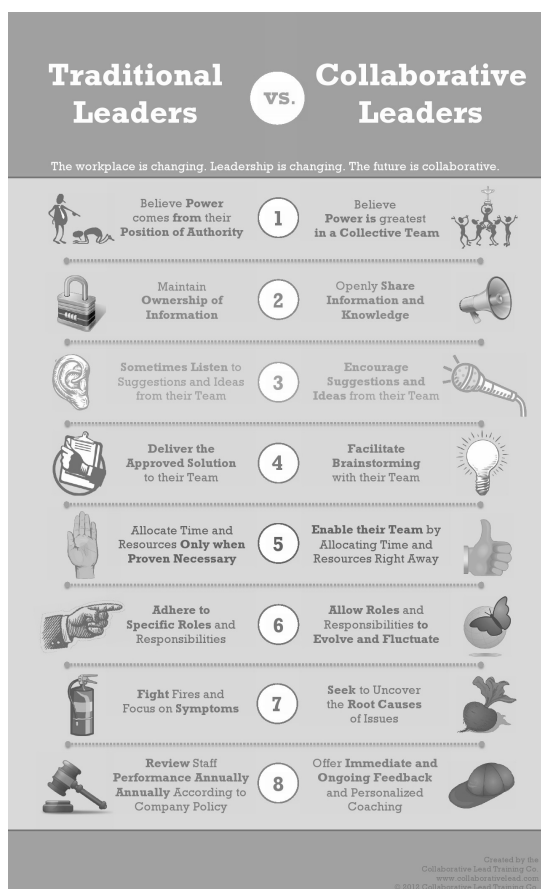 Traditional
Leaders
vs.
Collaborative
Leaders
The workplace is changing. Leadership is changing. The future is collaborative.
Believe Power
comes from their
Position of Authority
1
Believe
Power is greatest
in a Collective Team
Maintain
Ownership of
Information
2
Openly Share
Information and
Knowledge
Sometimes Listen to
Suggestions and Ideas
from their Team
3
Encourage
Suggestions and
Ideas from their Team
Deliver the
Approved Solution
to their Team
4
Facilitate
Brainstorming
with their Team
Allocate Time and
Resources Only when
Proven Necessary
5
Enable their Team by
Allocating Time and
Resources Right Away
Adhere to
Specific Roles and
Responsibilities
6
Allow Roles and
Responsibilities to
Evolve and Fluctuate
Fight Fires and
Focus on Symptoms
7
Seek to Uncover
the Root Causes
of Issues
Review Staff
Performance Annually
Annually According to
Company Policy
8
Offer Immediate and
Ongoing Feedback
and Personalized
Coaching
Created by the
Collaborative Lead Training Co.
www.collaborativelead.com
Collaborative Lead Training Co.